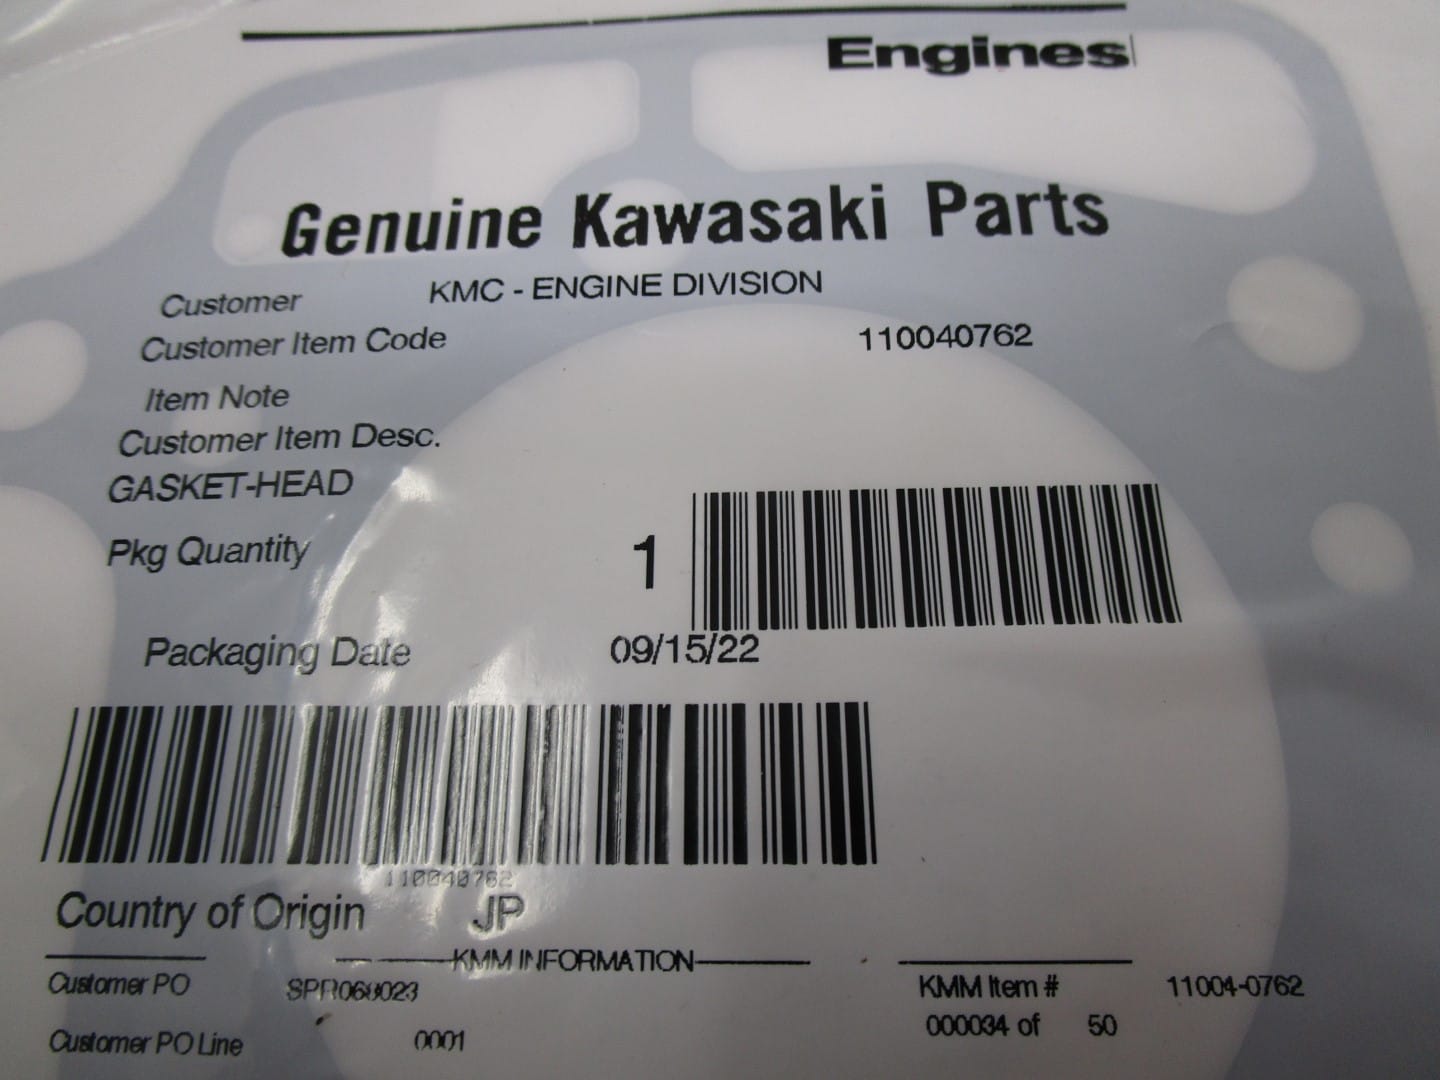 Engines
Genuine Kawasaki Parts
Customer KMC - ENGINE DIVISION
Customer Item Code 110040762
Item Note
Customer Item Desc.
GASKET-HEAD
Pkg Quantity 1
Packaging Date 09/15/22
110040762
Country of Origin JP
KMM INFORMATION
Customer PO SPR060023 KMM Item # 11004-0762
000034 of 50
Customer PO Line 0001